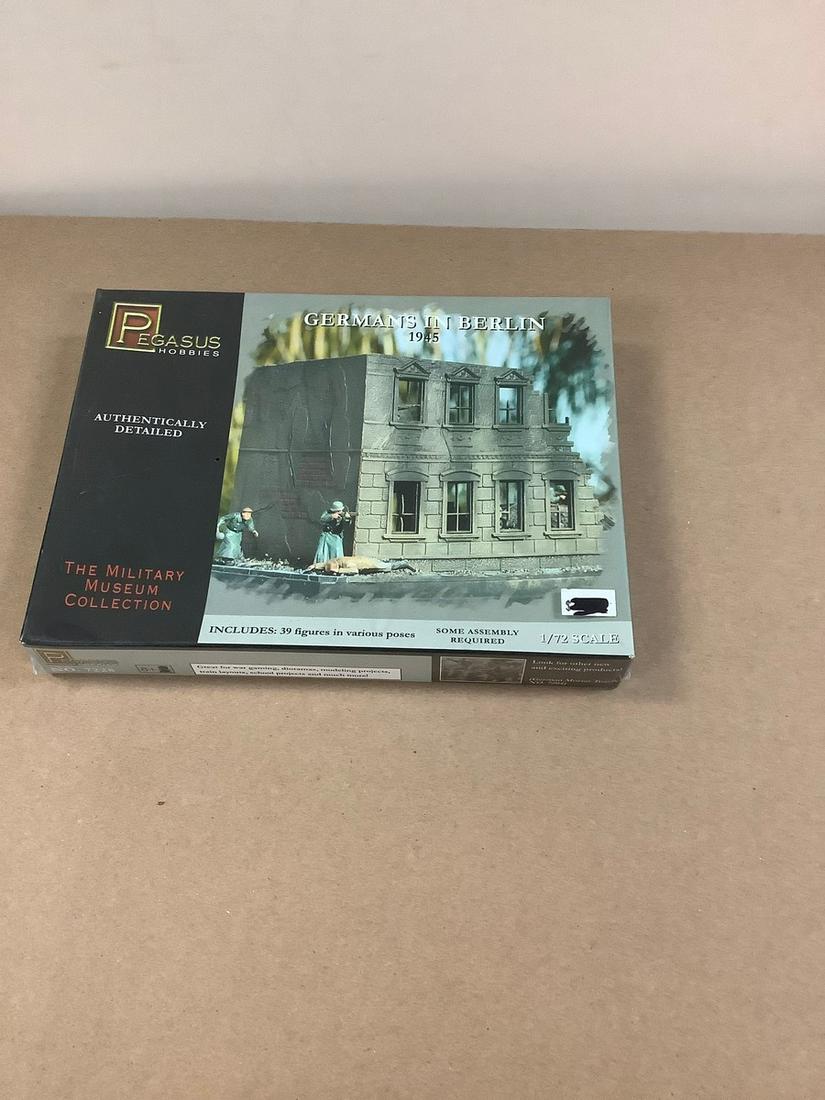 PEGASUS
HOBBIES
AUTHENTICALLY
DETAILED
THE MILITARY
MUSEUM
COLLECTION
GERMANS IN BERLIN
1945
INCLUDES: 39 figures in various poses
SOME ASSEMBLY
REQUIRED
1/72 SCALE
8+
Great for war gaming, dioramas, modeling projects,
train layouts, school projects and much more!
Look for other new
and exciting products!